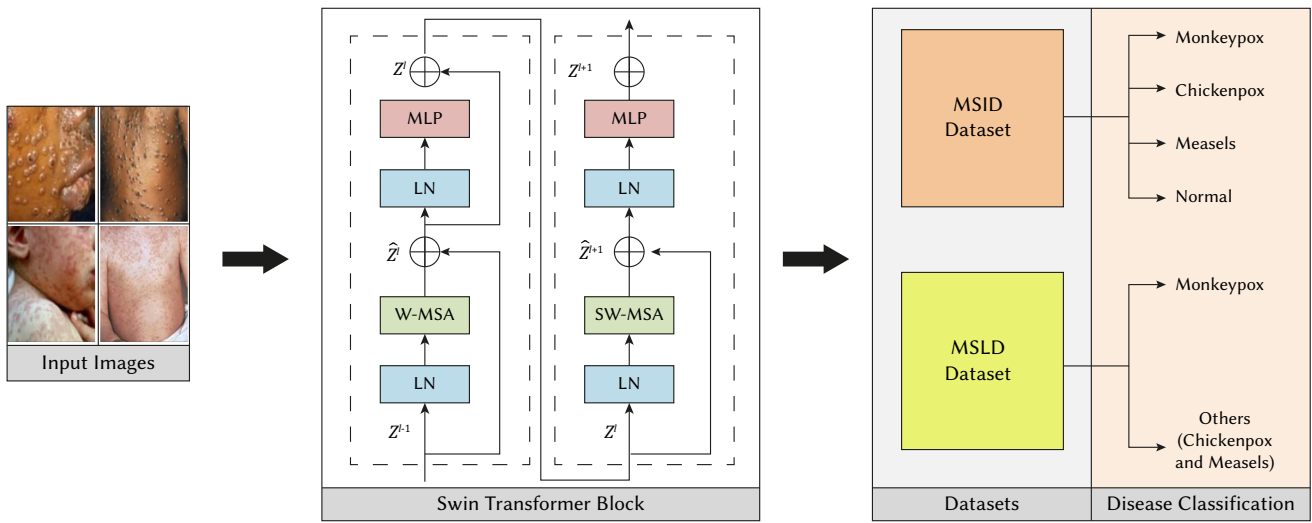 Input Images
Z^l
MLP
LN
Ẑ^l
W-MSA
LN
Z^l-1
Z^l+1
MLP
LN
Ẑ^l+1
SW-MSA
LN
Z^l
Swin Transformer Block
MSID
Dataset
MSLD
Dataset
Datasets
Monkeypox
Chickenpox
Measels
Normal
Monkeypox
Others
(Chickenpox
and Measels)
Disease Classification